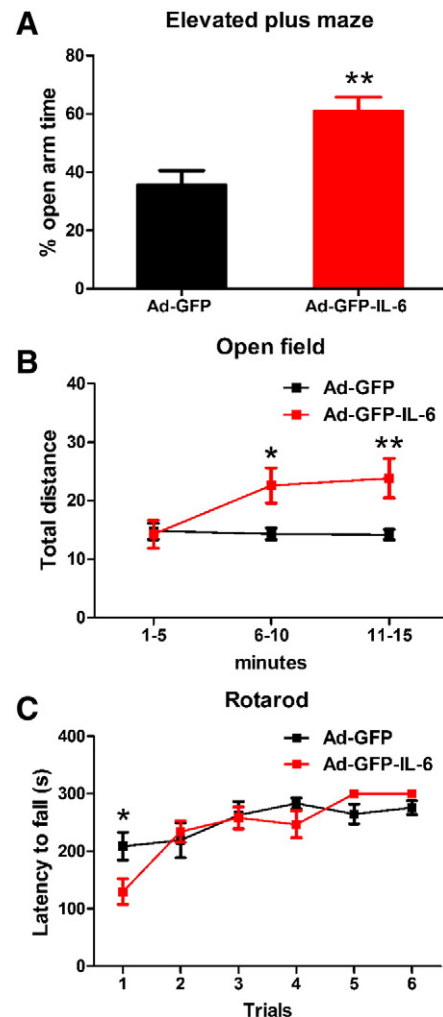 A
Elevated plus maze
% open arm time
80
60
40
20
0
**
Ad-GFP
Ad-GFP-IL-6
B
Open field
Total distance
40
30
20
10
0
Ad-GFP
Ad-GFP-IL-6
*
**
1-5
6-10
11-15
minutes
C
Rotarod
Latency to fall (s)
400
300
200
100
0
Ad-GFP
Ad-GFP-IL-6
*
1
2
3
4
5
6
Trials